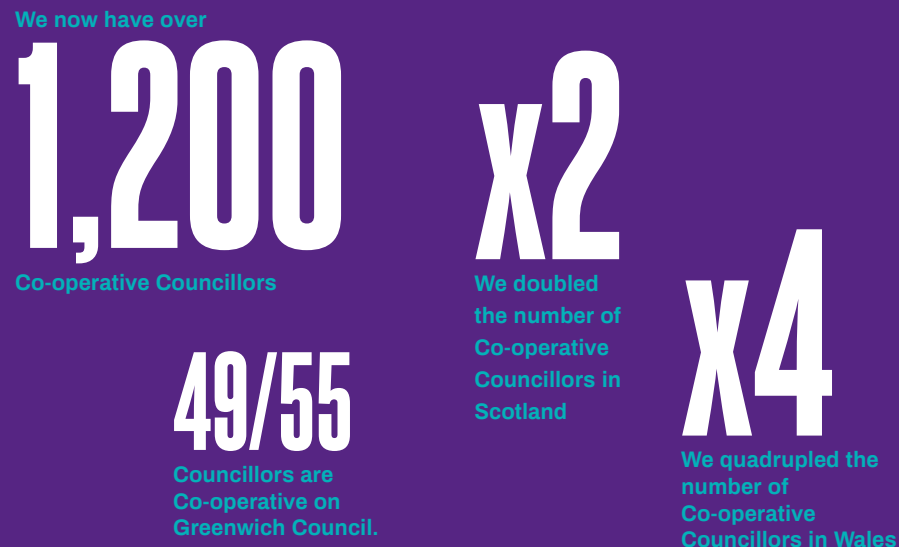 We now have over
1,200
Co-operative Councillors
x2
We doubled
the number of
Co-operative
Councillors in
Scotland
49/55
Councillors are
Co-operative on
Greenwich Council.
x4
We quadrupled the
number of
Co-operative
Councillors in Wales